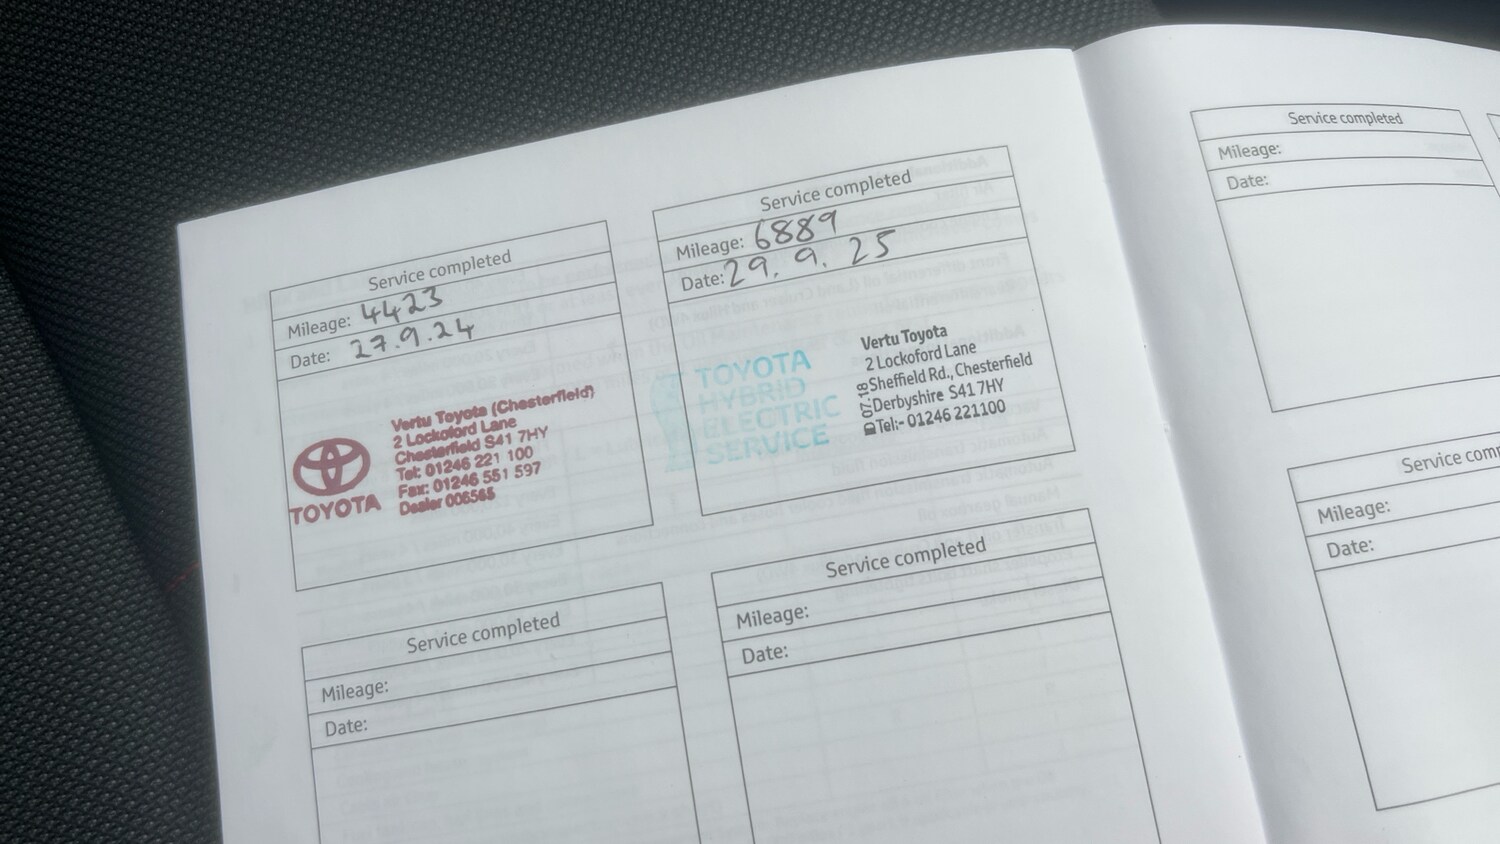 Service completed
Mileage: 4423
Date: 27.9.24
TOYOTA
Vertu Toyota (Chesterfield)
2 Lockoford Lane
Chesterfield S41 7HY
Tel: 01246 221 100
Fax: 01246 551 597
Dealer 006565
Service completed
Mileage: 6889
Date: 29.9.25
TOYOTA
HYBRID
ELECTRIC
SERVICE
Vertu Toyota
2 Lockoford Lane
Sheffield Rd., Chesterfield
Derbyshire S41 7HY
Tel:- 01246 221100
07-18
Service completed
Mileage:
Date:
Service completed
Mileage:
Date:
Service completed
Mileage:
Date:
Service
Mileage:
Date: